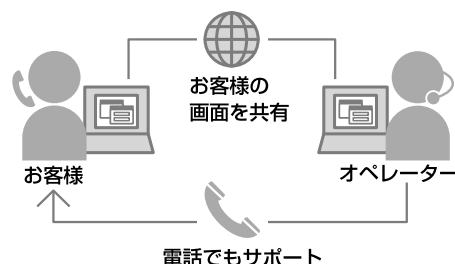 お客様の
画面を共有
お客様
オペレーター
電話でもサポート